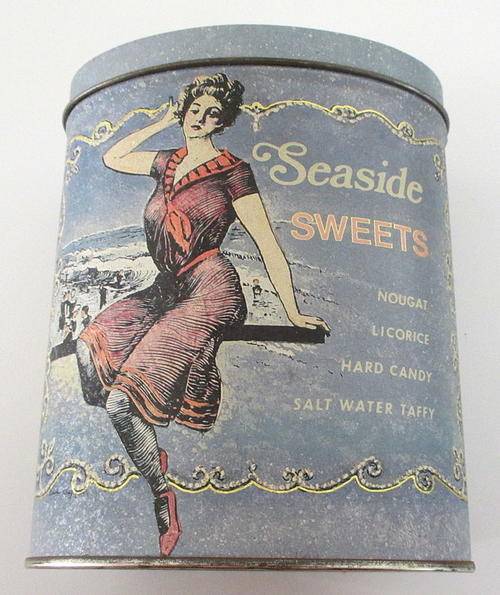 Seaside
SWEETS
NOUGAT
LICORICE
HARD CANDY
SALT WATER TAFFY